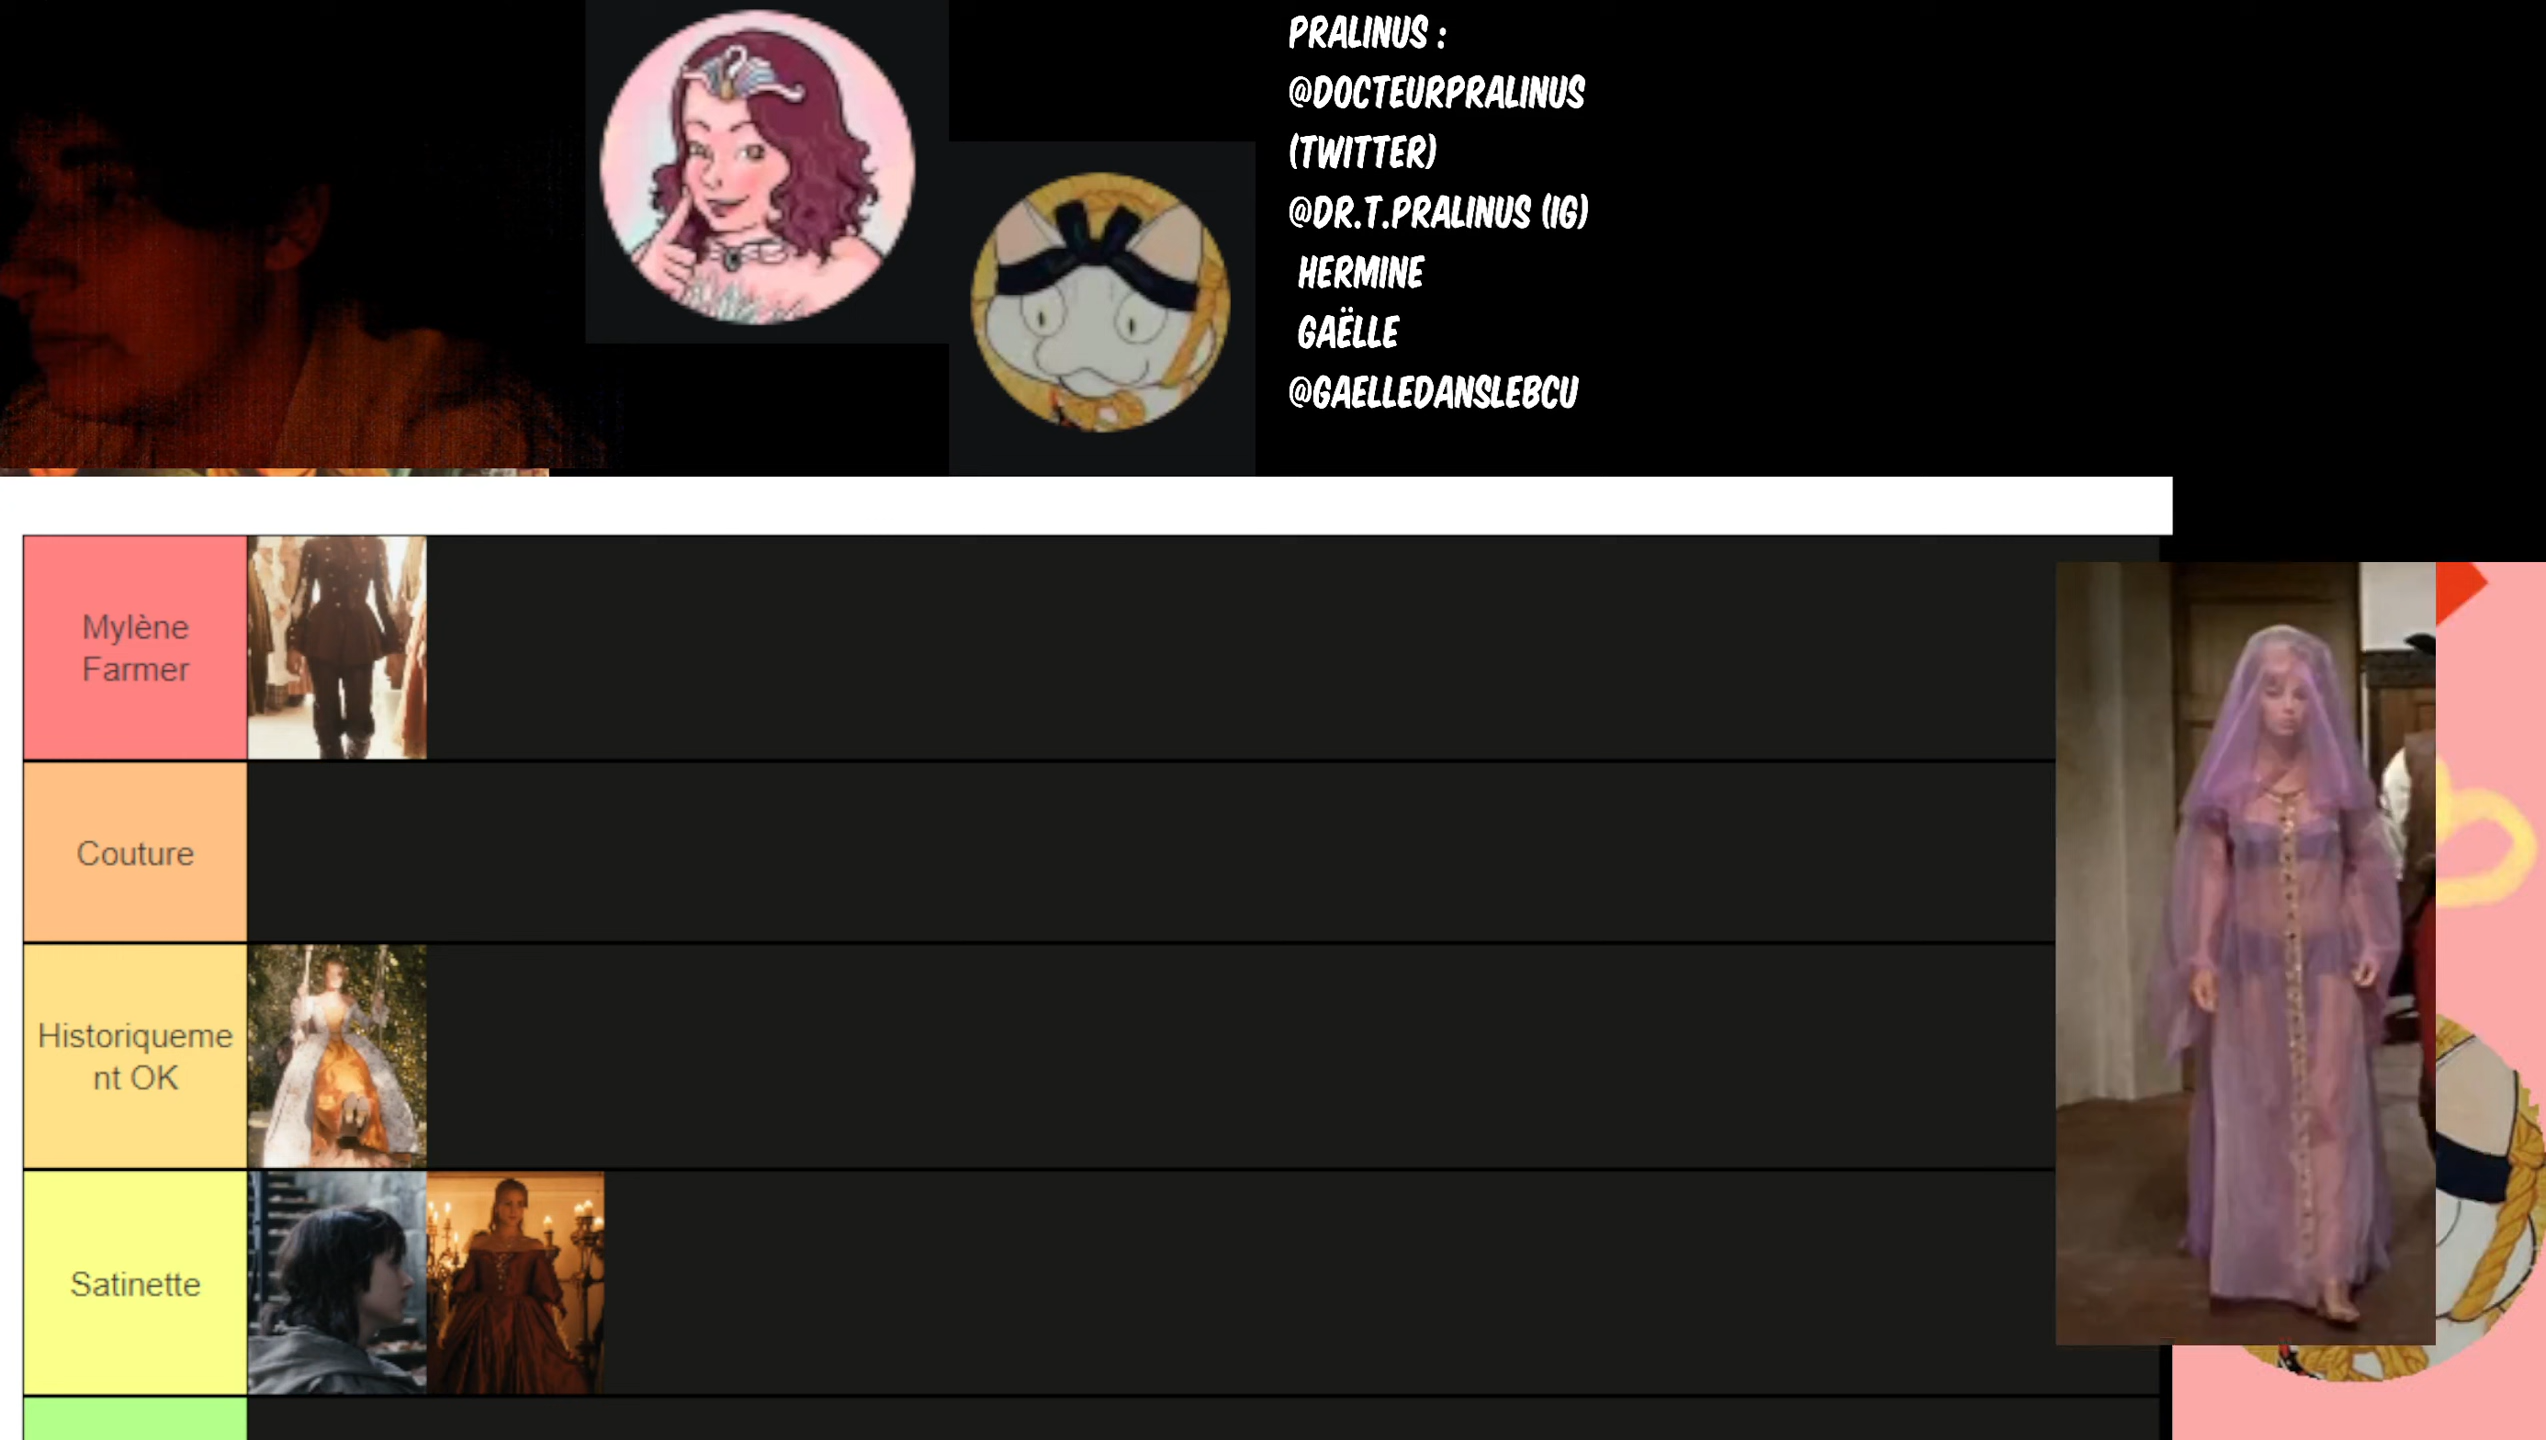 PRALINUS :
@DOCTEURPRALINUS
(TWITTER)
@DR.T.PRALINUS (IG)
HERMINE
GAËLLE
@GAELLEDANSLEBCU
Mylène
Farmer
Couture
Historiqueme
nt OK
Satinette